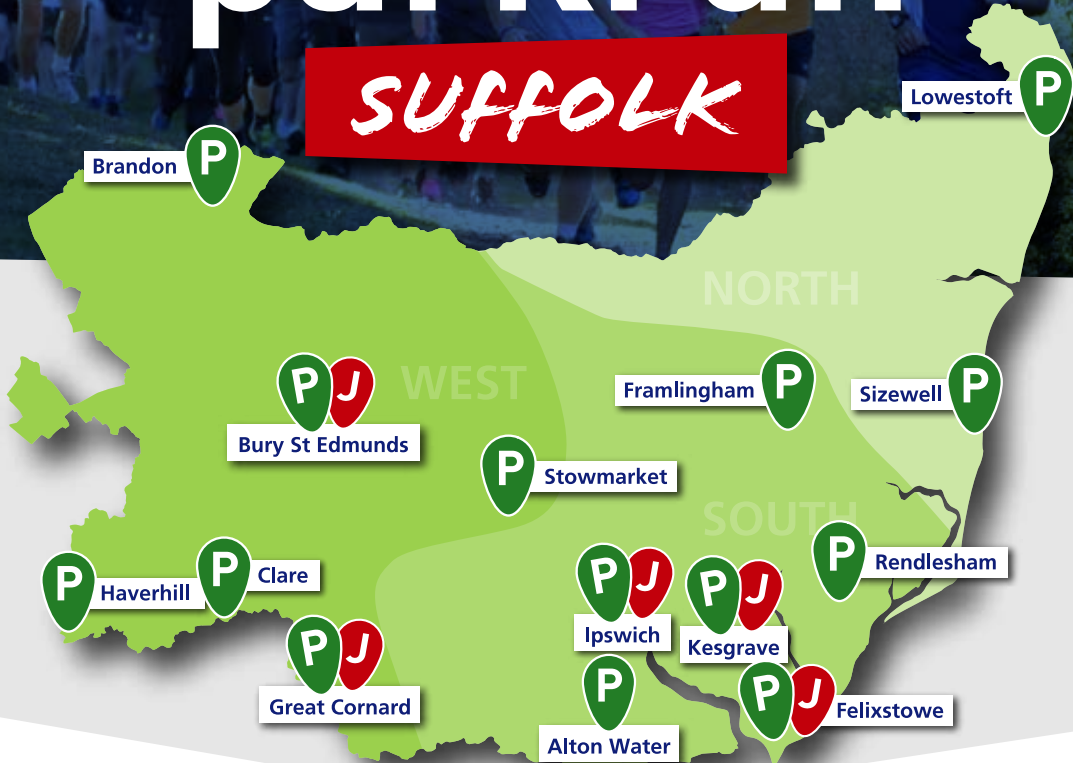 parkrun
SUFFOLK
Lowestoft
P
Brandon
P
NORTH
WEST
Framlingham
P
Sizewell
P
P
J
Bury St Edmunds
P
Stowmarket
SOUTH
P
Rendlesham
P
Haverhill
P
Clare
P
J
Ipswich
P
J
Kesgrave
P
J
Great Cornard
P
Alton Water
P
J
Felixstowe